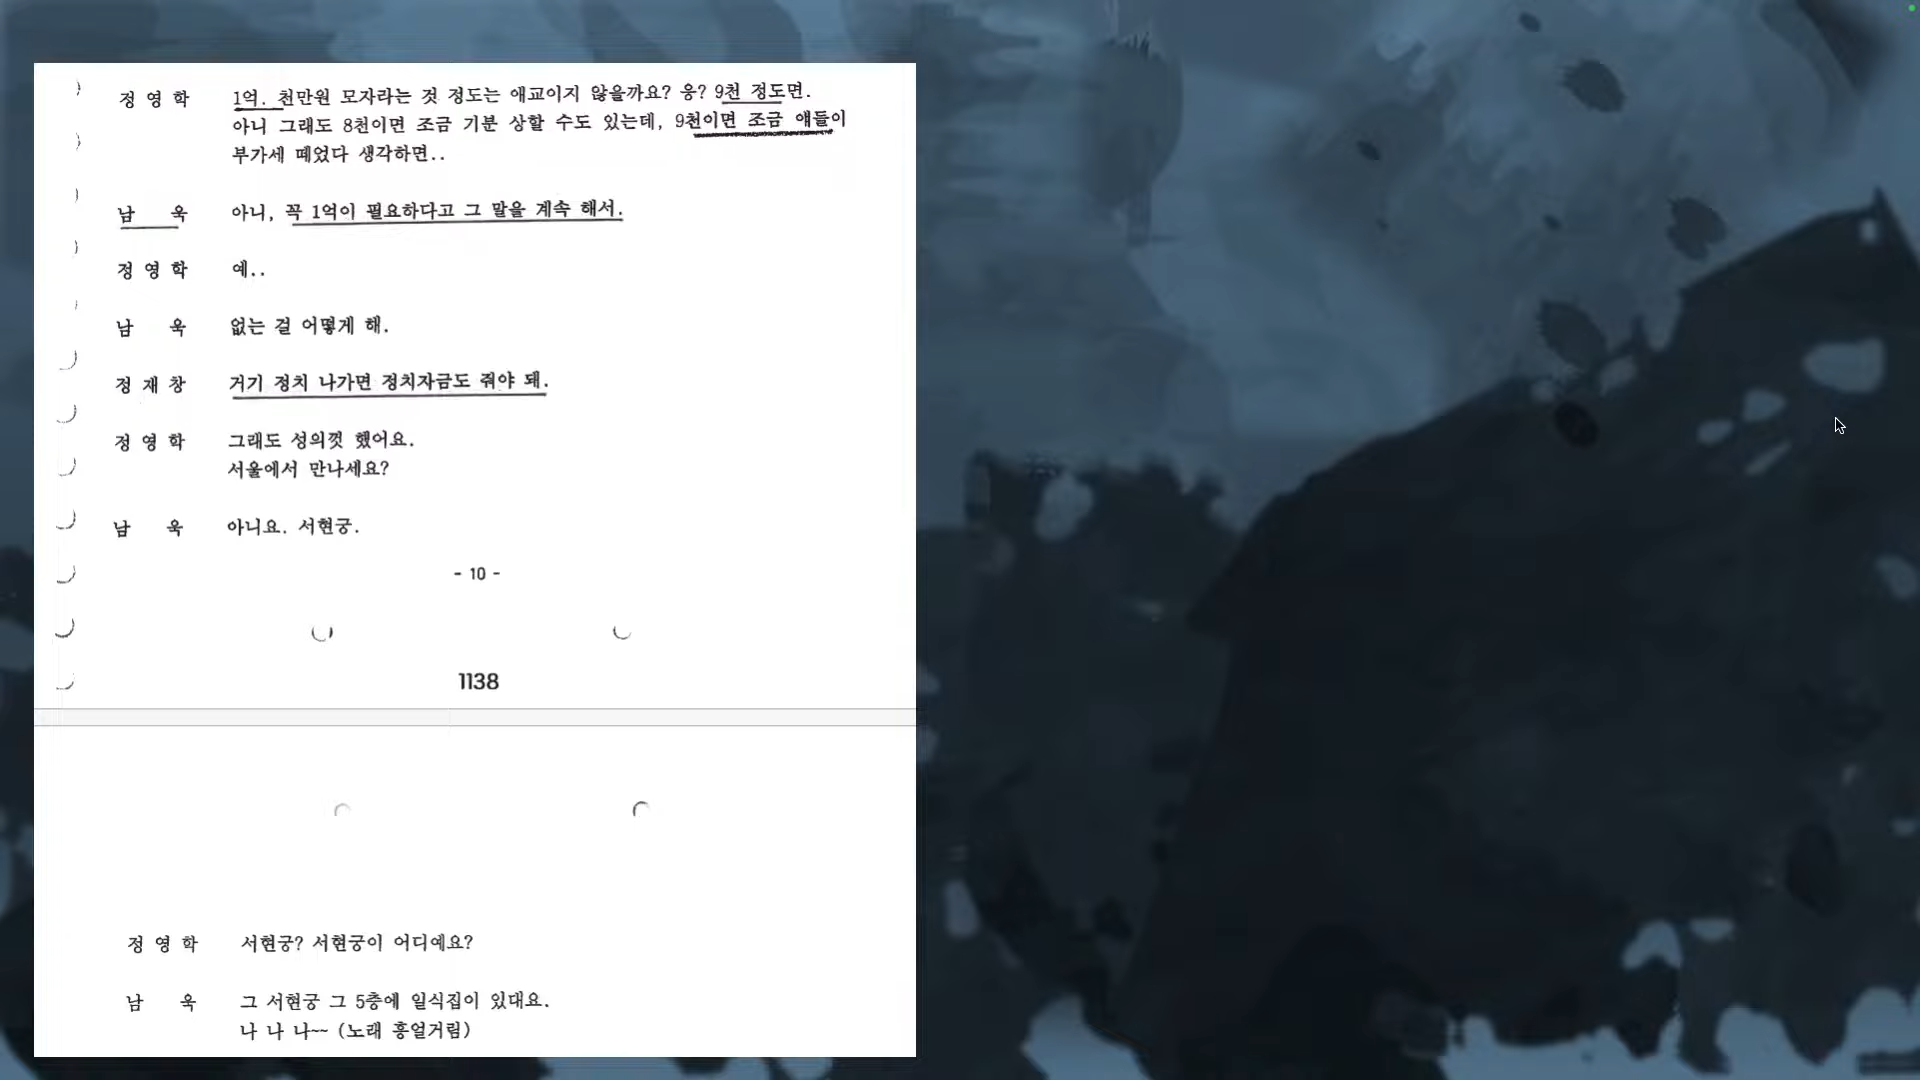 정 영 학 1억. 천만원 모자라는 것 정도는 애교이지 않을까요? 응? 9천 정도면.
아니 그래도 8천이면 조금 기분 상할 수도 있는데, 9천이면 조금 얘들이
부가세 떼었다 생각하면..
남 욱 아니, 꼭 1억이 필요하다고 그 말을 계속 해서.
정 영 학 예..
남 욱 없는 걸 어떻게 해.
정 재 창 거기 정치 나가면 정치자금도 줘야 돼.
정 영 학 그래도 성의껏 했어요.
서울에서 만나세요?
남 욱 아니요. 서현궁.
- 10 -
1138
정 영 학 서현궁? 서현궁이 어디예요?
남 욱 그 서현궁 그 5층에 일식집이 있대요.
나 나 나~~ (노래 흥얼거림)